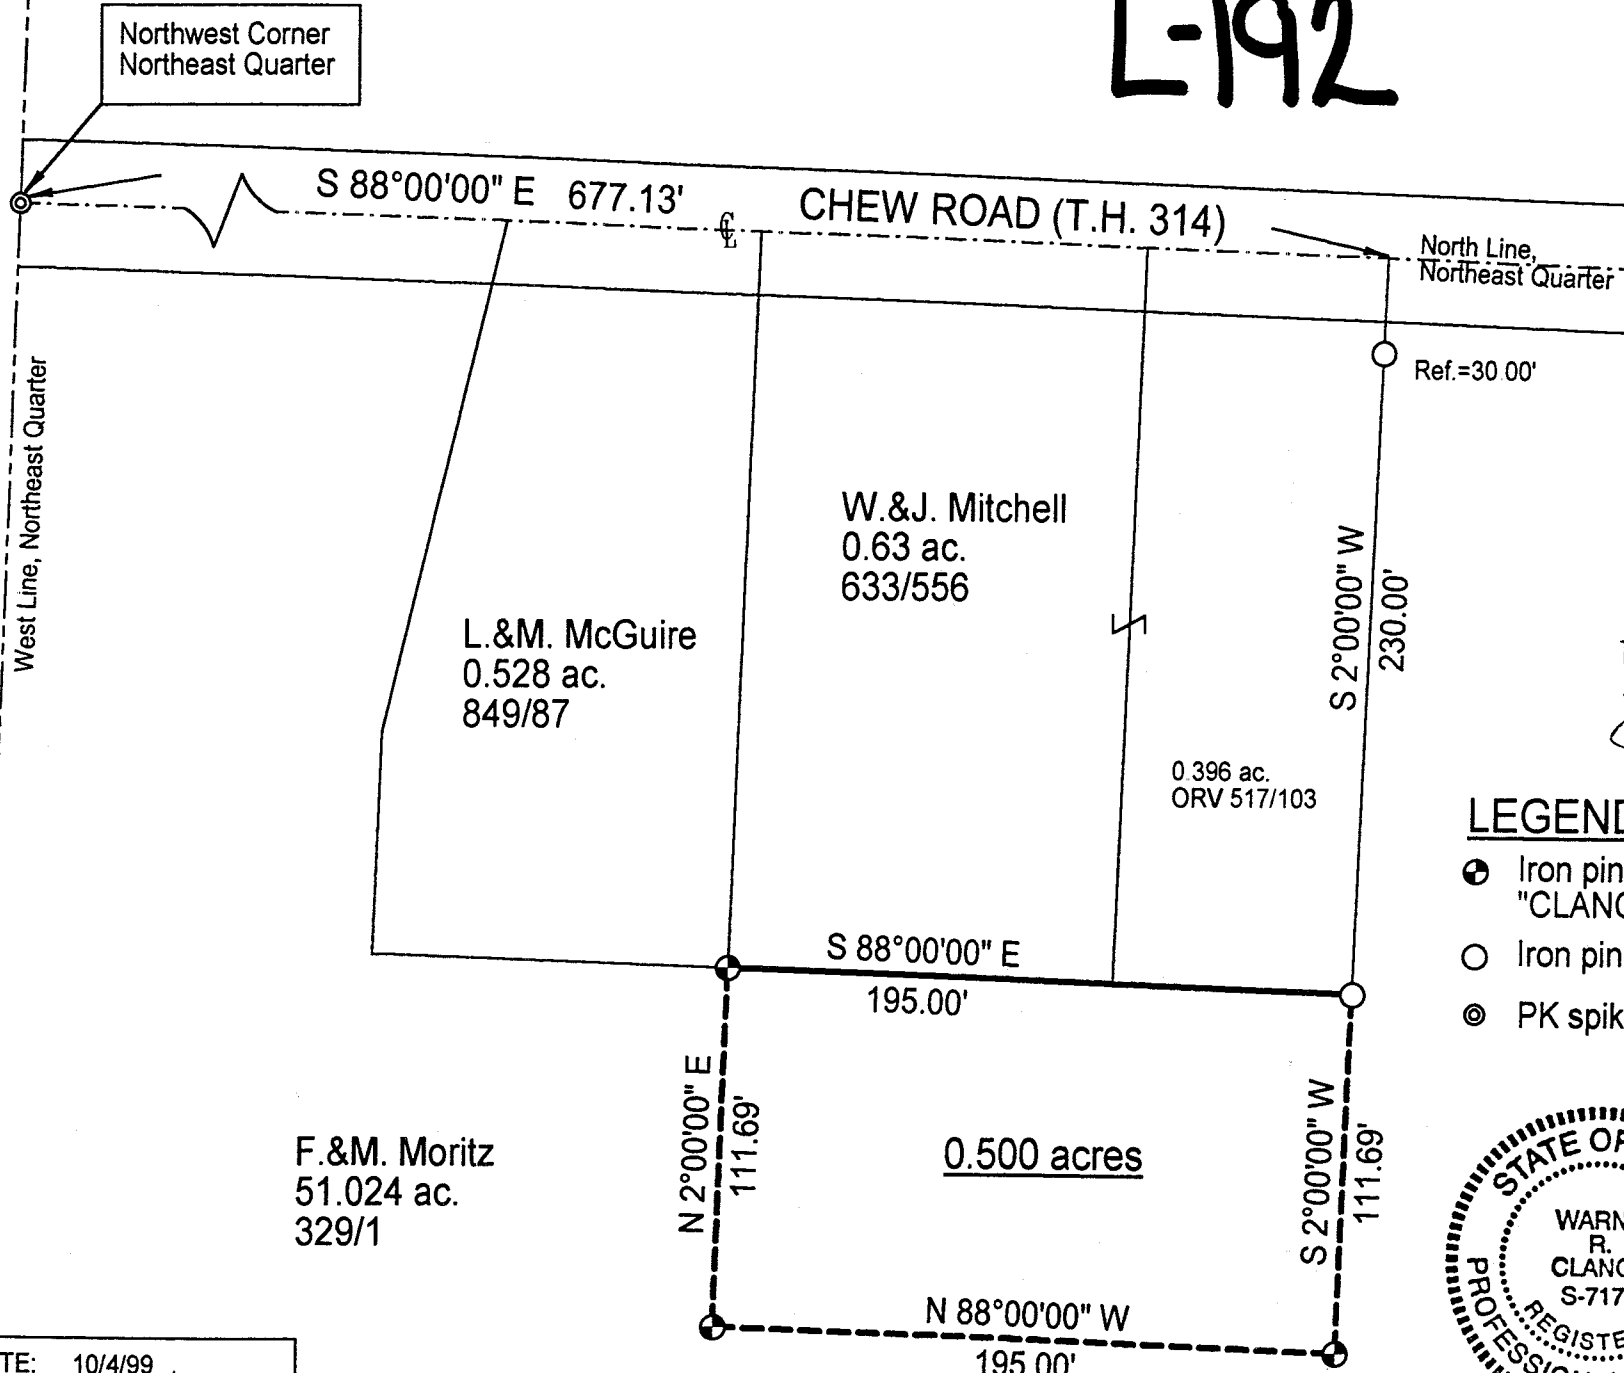 L-192
Northwest Corner
Northeast Quarter
S 88°00'00" E 677.13'
CHEW ROAD (T.H. 314)
North Line,
Northeast Quarter
Ref.=30.00'
West Line, Northeast Quarter
W.&J. Mitchell
0.63 ac.
633/556
S 2°00'00" W
230.00'
L.&M. McGuire
0.528 ac.
849/87
0.396 ac.
ORV 517/103
LEGEND
Iron pin
"CLANC
Iron pin
PK spik
S 88°00'00" E
195.00'
N 2°00'00" E
111.69'
0.500 acres
S 2°00'00" W
111.69'
F.&M. Moritz
51.024 ac.
329/1
N 88°00'00" W
195.00'
STATE OF
WARN
R.
CLANC
S-717
REGISTE
PROFESSION
TE: 10/4/99